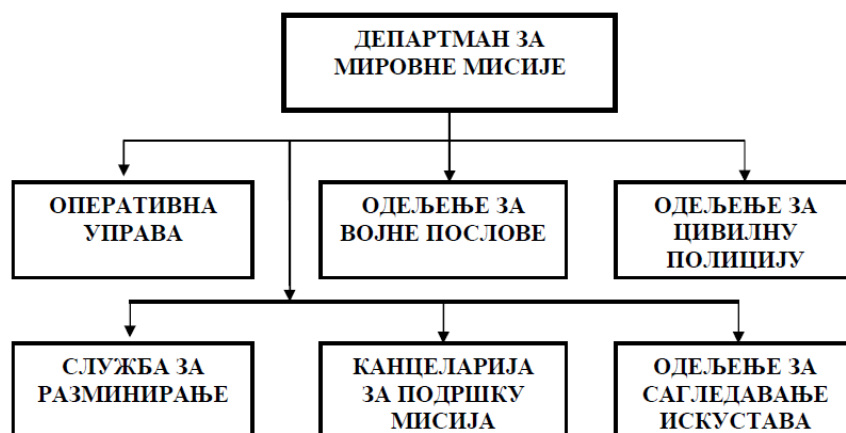 ДЕПАРТМАН ЗА
МИРОВНЕ МИСИЈЕ
ОПЕРАТИВНА
УПРАВА
ОДЕЉЕЊЕ ЗА
ВОЈНЕ ПОСЛОВЕ
ОДЕЉЕЊЕ ЗА
ЦИВИЛНУ
ПОЛИЦИЈУ
СЛУЖБА ЗА
РАЗМИНИРАЊЕ
КАНЦЕЛАРИЈА
ЗА ПОДРШКУ
МИСИЈА
ОДЕЉЕЊЕ ЗА
САГЛЕДАВАЊЕ
ИСКУСТАВА